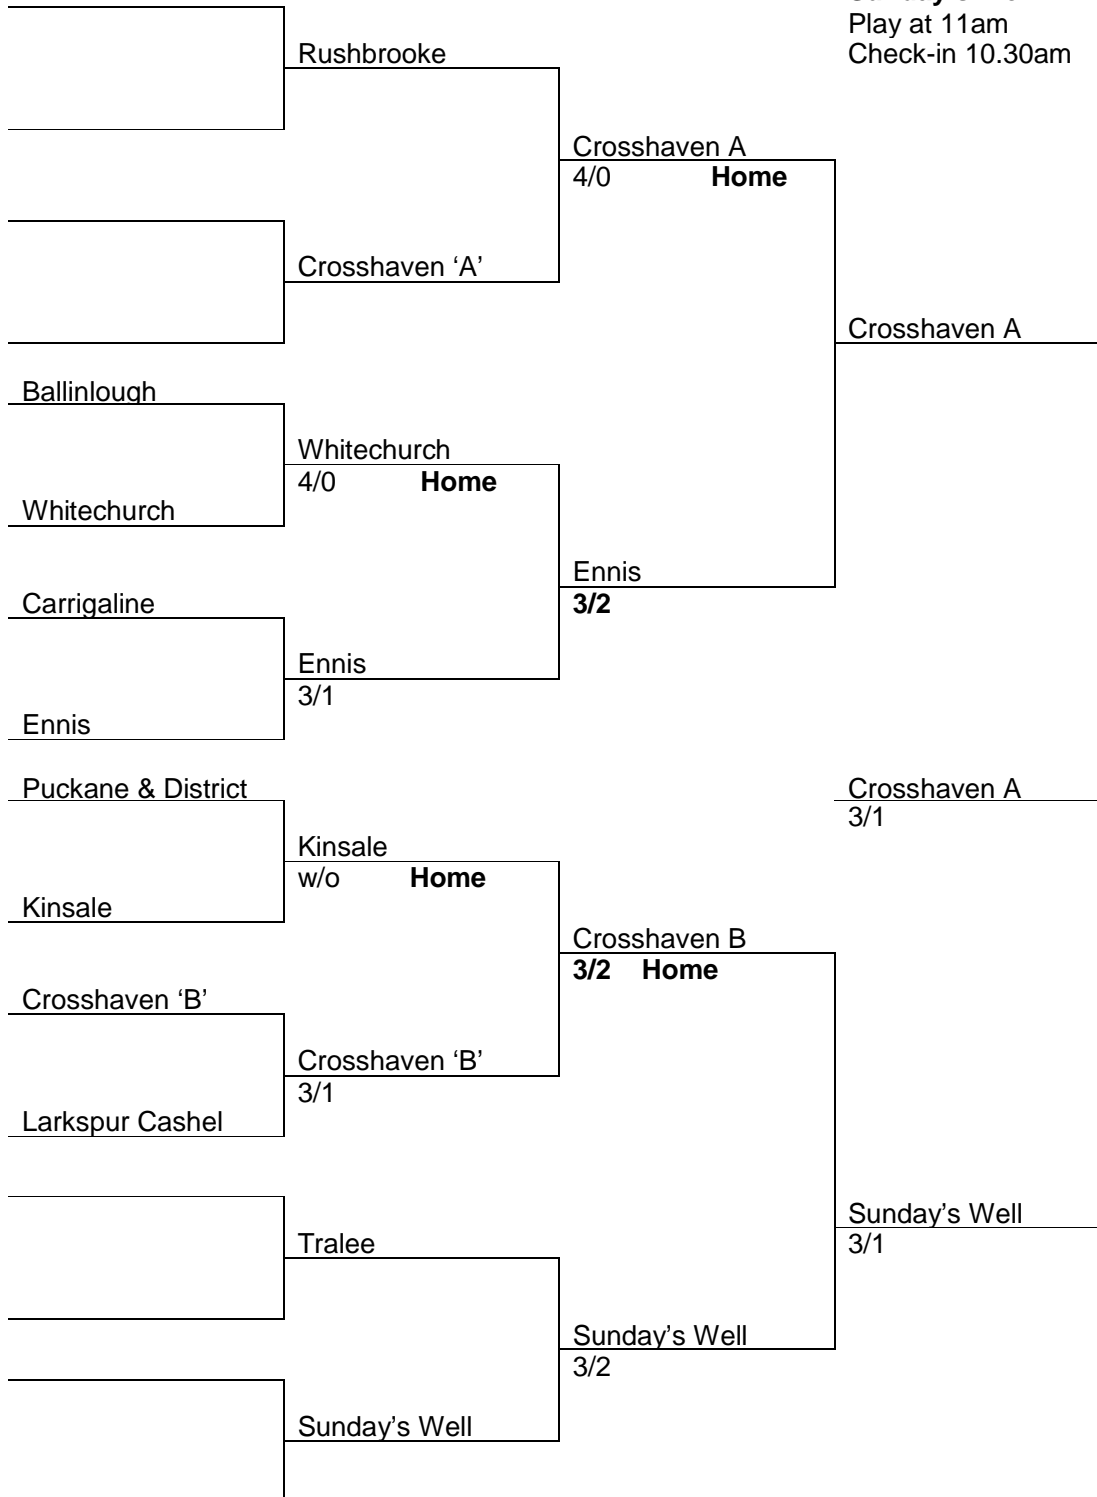 Play at 11am
Check-in 10.30am
Rushbrooke
Crosshaven A
4/0 Home
Crosshaven ‘A’
Crosshaven A
Ballinlough
Whitechurch
4/0 Home
Whitechurch
Ennis
3/2
Carrigaline
Ennis
3/1
Ennis
Puckane & District
Crosshaven A
3/1
Kinsale
w/o Home
Kinsale
Crosshaven B
3/2 Home
Crosshaven ‘B’
Crosshaven ‘B’
3/1
Larkspur Cashel
Sunday’s Well
3/1
Tralee
Sunday’s Well
3/2
Sunday’s Well